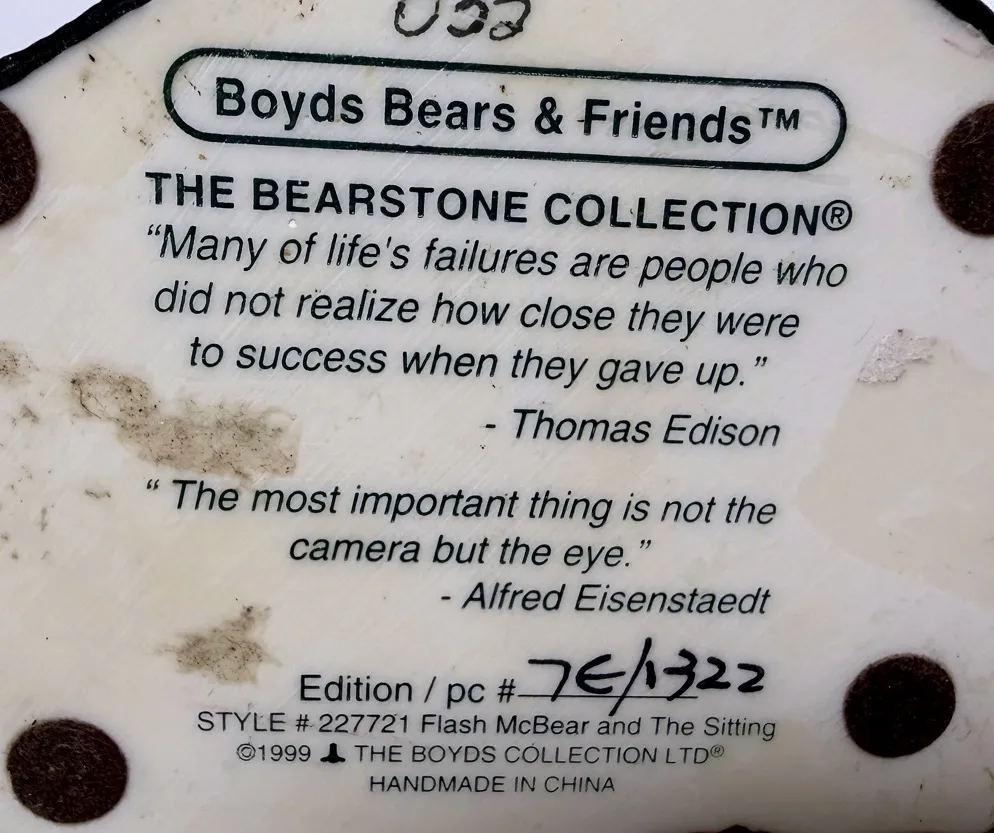 Boyds Bears & Friends™
THE BEARSTONE COLLECTION®
“Many of life's failures are people who
did not realize how close they were
to success when they gave up.”
- Thomas Edison
“ The most important thing is not the
camera but the eye.”
- Alfred Eisenstaedt
Edition / pc # 7E/1322
STYLE # 227721 Flash McBear and The Sitting
©1999 THE BOYDS COLLECTION LTD®
HANDMADE IN CHINA